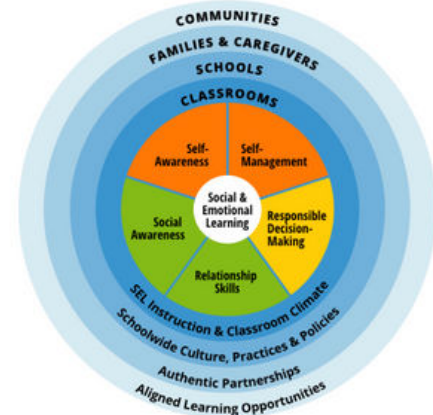 COMMUNITIES
FAMILIES & CAREGIVERS
SCHOOLS
CLASSROOMS
Self-
Awareness
Self-
Management
Social &
Emotional
Learning
Social
Awareness
Responsible
Decision-
Making
Relationship
Skills
SEL Instruction & Classroom Climate
Schoolwide Culture, Practices & Policies
Authentic Partnerships
Aligned Learning Opportunities